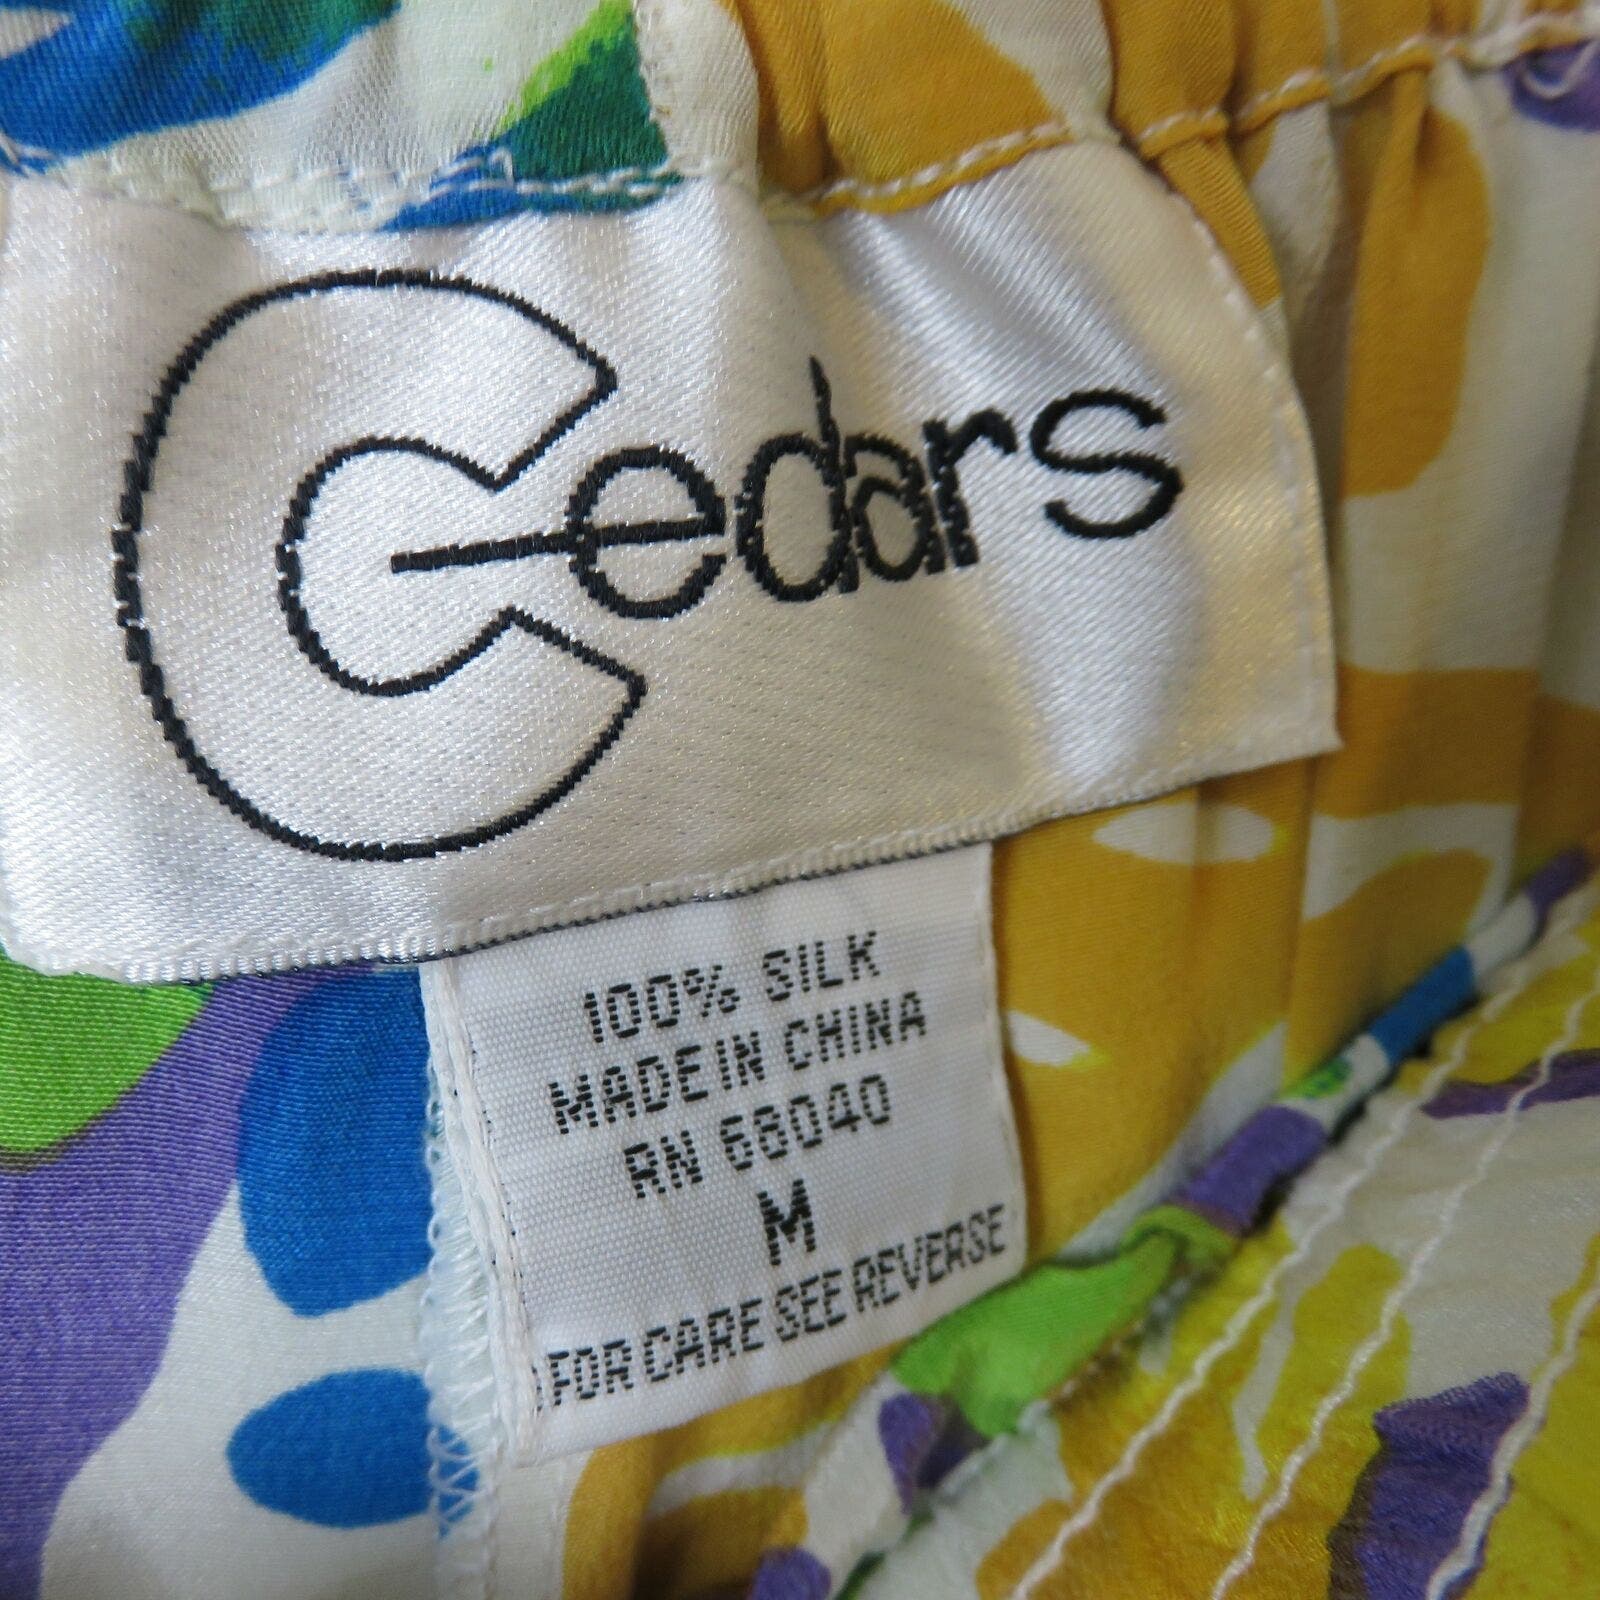 Cedars
100% SILK
MADE IN CHINA
RN 68040
M
FOR CARE SEE REVERSE